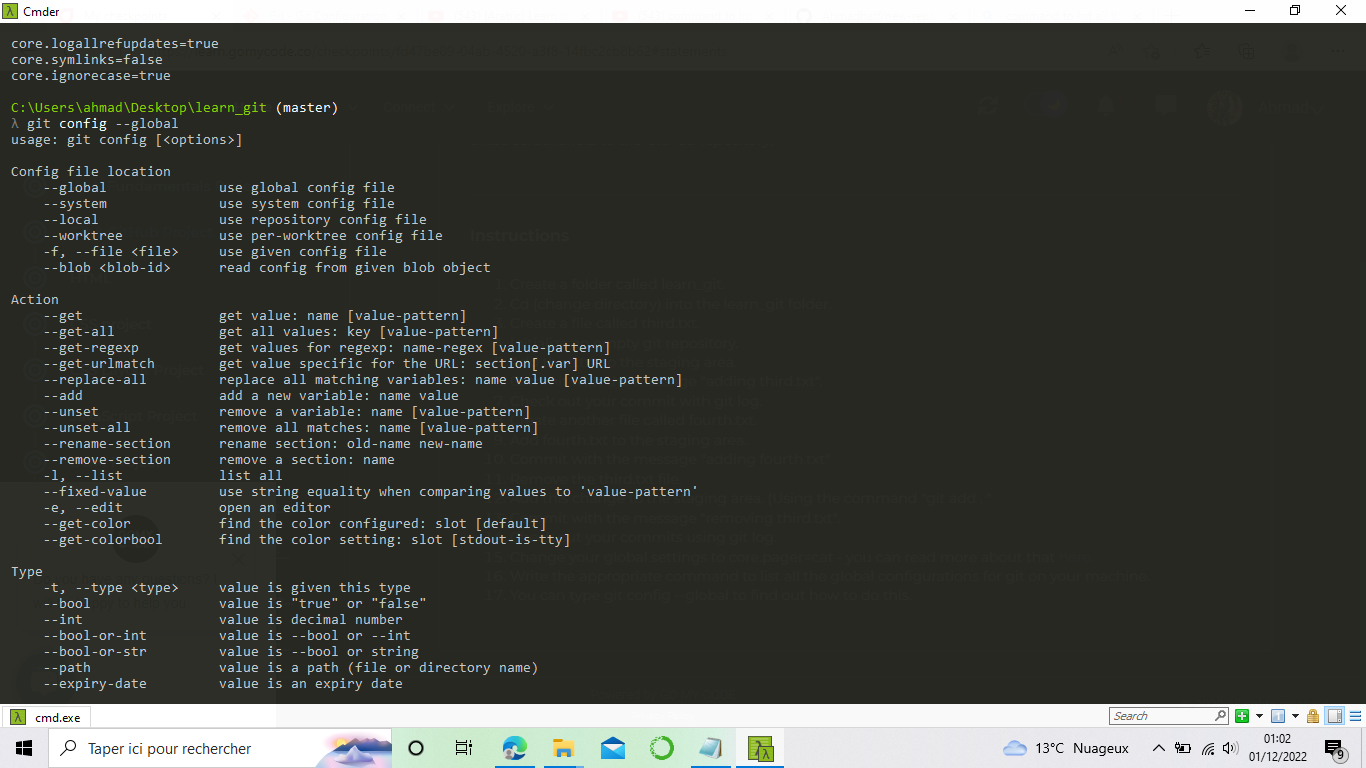 Cmder
core.logallrefupdates=true
core.symlinks=false
core.ignorecase=true
C:\Users\ahmad\Desktop\learn_git (master)
λ git config --global
usage: git config [<options>]
Config file location
--global use global config file
--system use system config file
--local use repository config file
--worktree use per-worktree config file
-f, --file <file> use given config file
--blob <blob-id> read config from given blob object
Action
--get get value: name [value-pattern]
--get-all get all values: key [value-pattern]
--get-regexp get values for regexp: name-regex [value-pattern]
--get-urlmatch get value specific for the URL: section[.var] URL
--replace-all replace all matching variables: name value [value-pattern]
--add add a new variable: name value
--unset remove a variable: name [value-pattern]
--unset-all remove all matches: name [value-pattern]
--rename-section rename section: old-name new-name
--remove-section remove a section: name
-l, --list list all
--fixed-value use string equality when comparing values to 'value-pattern'
-e, --edit open an editor
--get-color find the color configured: slot [default]
--get-colorbool find the color setting: slot [stdout-is-tty]
Type
-t, --type <type> value is given this type
--bool value is "true" or "false"
--int value is decimal number
--bool-or-int value is --bool or --int
--bool-or-str value is --bool or string
--path value is a path (file or directory name)
--expiry-date value is an expiry date
λ cmd.exe
Search
Taper ici pour rechercher
13°C Nuageux
01:02
01/12/2022
9